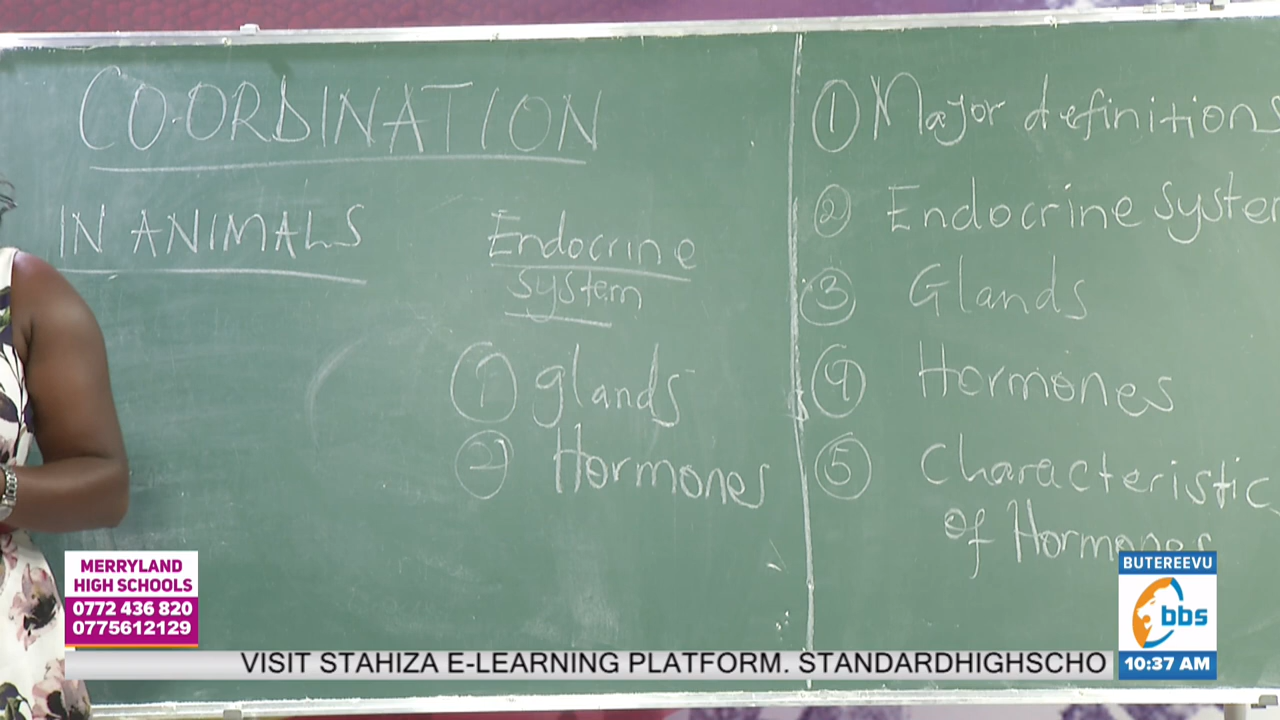 CO-ORDINATION
IN ANIMALS
Endocrine
system
1 glands
2 Hormones
1 Major definitions
2 Endocrine syste
3 Glands
4 Hormones
5 Characteristic
of Hormones
MERRYLAND
HIGH SCHOOLS
0772 436 820
0775612129
VISIT STAHIZA E-LEARNING PLATFORM. STANDARDHIGHSCHO
BUTEREEVU
bbs
10:37 AM